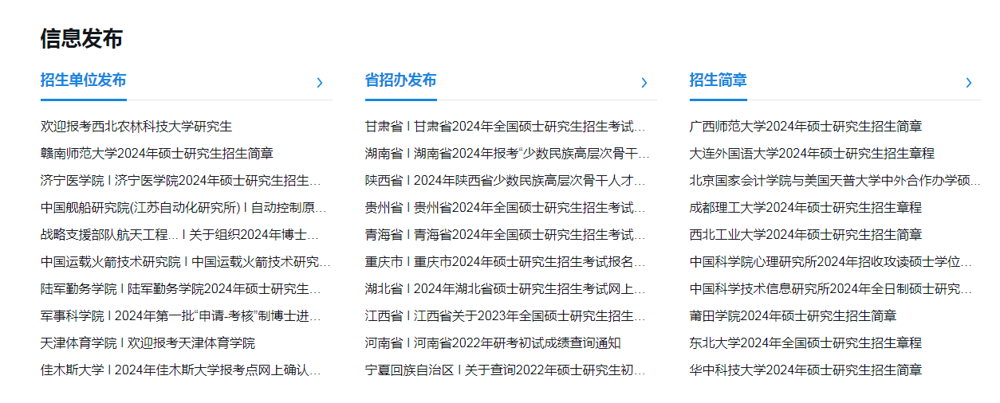 信息发布
招生单位发布
欢迎报考西北农林科技大学研究生
赣南师范大学2024年硕士研究生招生简章
济宁医学院 | 济宁医学院2024年硕士研究生招生...
中国舰船研究院(江苏自动化研究所) | 自动控制原...
战略支援部队航天工程... | 关于组织2024年博士...
中国运载火箭技术研究院 | 中国运载火箭技术研究...
陆军勤务学院 | 陆军勤务学院2024年硕士研究生...
军事科学院 | 2024年第一批“申请-考核”制博士进...
天津体育学院 | 欢迎报考天津体育学院
佳木斯大学 | 2024年佳木斯大学报考点网上确认...
省招办发布
甘肃省 | 甘肃省2024年全国硕士研究生招生考试...
湖南省 | 湖南省2024年报考“少数民族高层次骨干...
陕西省 | 2024年陕西省少数民族高层次骨干人才...
贵州省 | 贵州省2024年全国硕士研究生招生考试...
青海省 | 青海省2024年全国硕士研究生招生考试...
重庆市 | 重庆市2024年硕士研究生招生考试报名...
湖北省 | 2024年湖北省硕士研究生招生考试网上...
江西省 | 江西省关于2023年全国硕士研究生招生...
河南省 | 河南省2022年研考初试成绩查询通知
宁夏回族自治区 | 关于查询2022年硕士研究生初...
招生简章
广西师范大学2024年硕士研究生招生简章
大连外国语大学2024年硕士研究生招生章程
北京国家会计学院与美国天普大学中外合作办学硕...
成都理工大学2024年硕士研究生招生章程
西北工业大学2024年硕士研究生招生简章
中国科学院心理研究所2024年招收攻读硕士学位...
中国科学技术信息研究所2024年全日制硕士研究...
莆田学院2024年硕士研究生招生简章
东北大学2024年全国硕士研究生招生章程
华中科技大学2024年硕士研究生招生简章